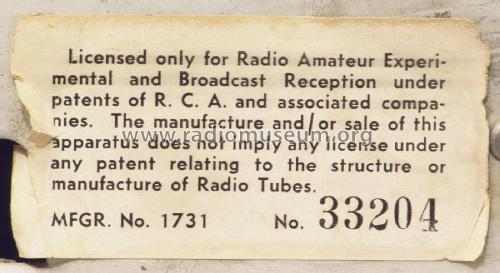 Licensed only for Radio Amateur Experi-
mental and Broadcast Reception under
patents of R. C. A. and associated compa-
nies. The manufacture and/or sale of this
www.radiomuseum.org
apparatus does not imply any license under
any patent relating to the structure or
manufacture of Radio Tubes.
MFGR. No. 1731 No. 33204